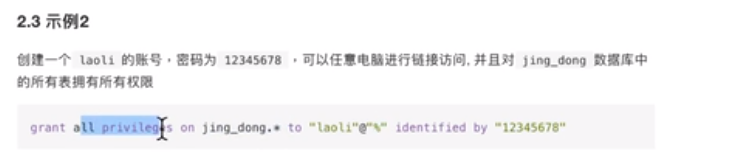 2.3 示例2
创建一个 laoli 的账号，密码为 12345678 ，可以任意电脑进行链接访问, 并且对 jing_dong 数据库中
的所有表拥有所有权限
grant all privileges on jing_dong.* to "laoli"@"%" identified by "12345678"